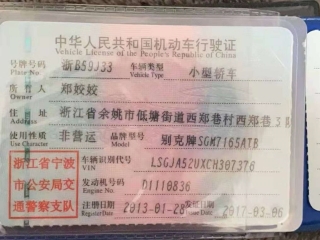 中华人民共和国机动车行驶证
Vehicle License of the People's Republic of China
号牌号码 浙B59J33 车辆类型 小型轿车
Plate No. Vehicle Type
所有人 郑姣姣
Owner
住址 浙江省余姚市低塘街道西郑巷村西郑巷3
Address
使用性质 非营运 品牌型号 别克牌SGM7165ATB
Use Character Model
浙江省宁波
市公安局交
通警察支队
车辆识别代号 LSGJA52UXCH307376
VIN
发动机号码 D1110836
Engine No.
注册日期 2013-01-28 发证日期 2017-03-06
Register Date Issue Date